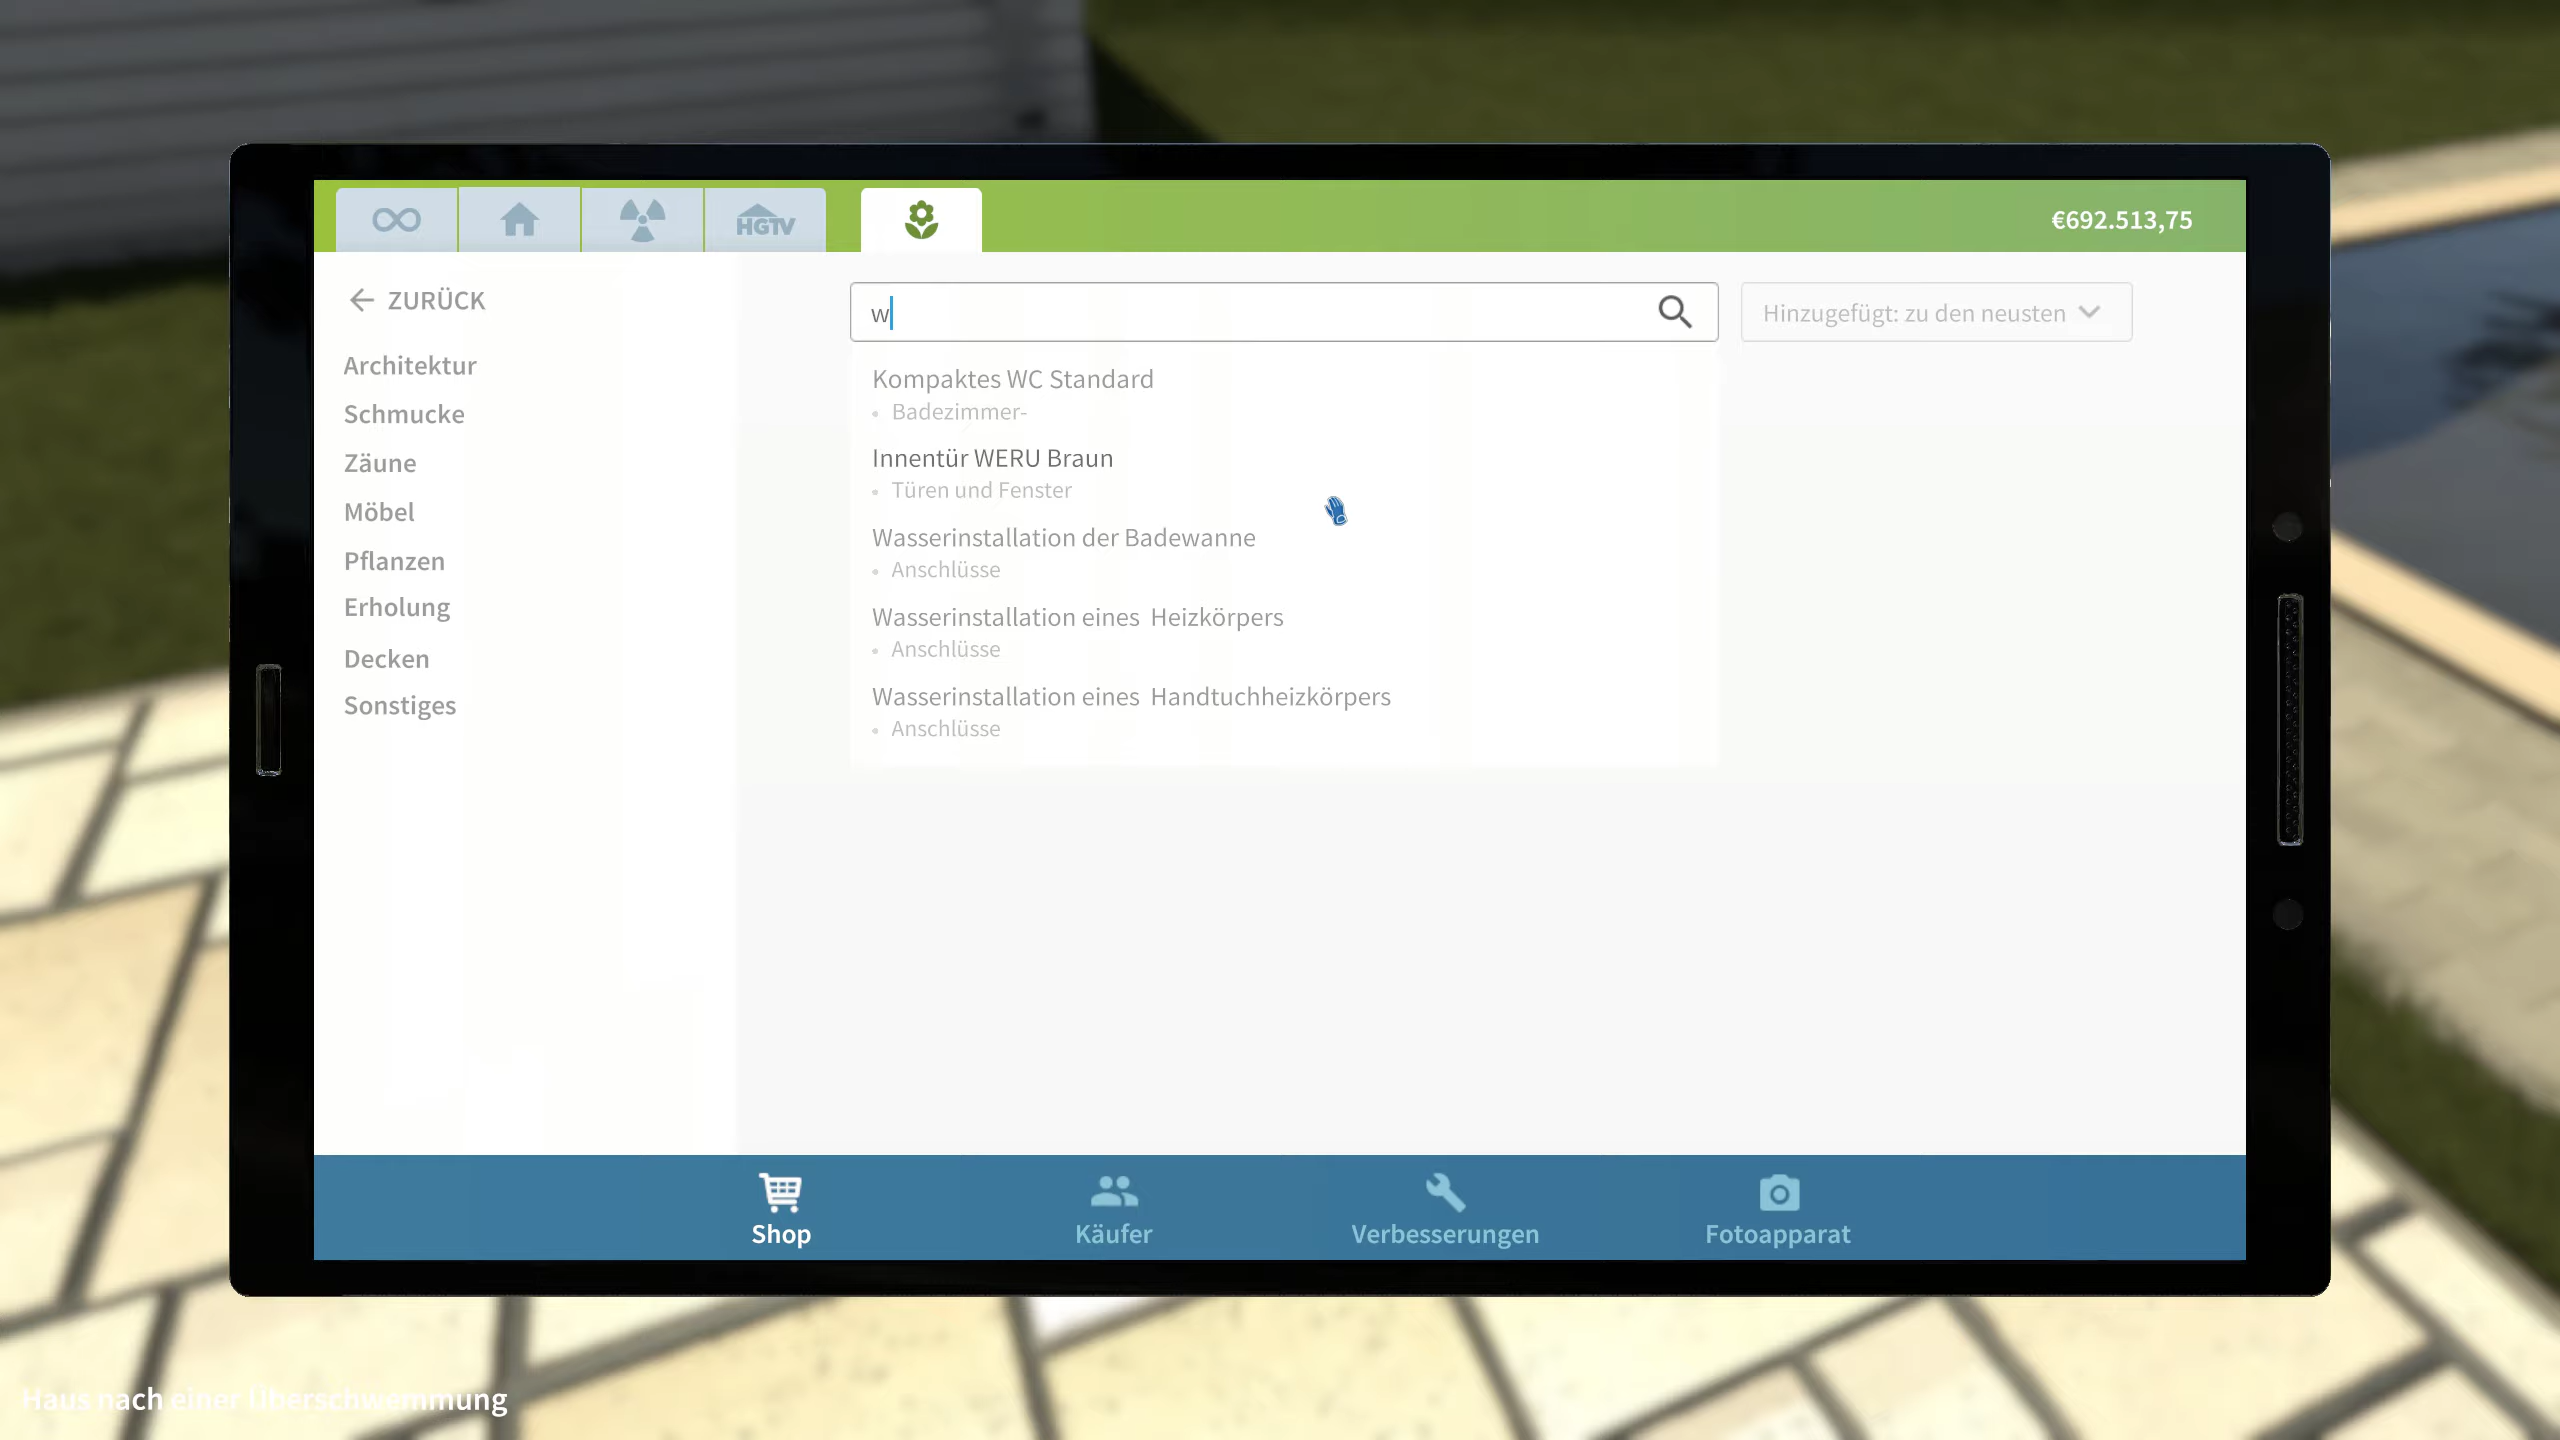 HGTV
€692.513,75
ZURÜCK
Architektur
Schmucke
Zäune
Möbel
Pflanzen
Erholung
Decken
Sonstiges
w
Hinzugefügt: zu den neusten
Kompaktes WC Standard
• Badezimmer-
Innentür WERU Braun
• Türen und Fenster
Wasserinstallation der Badewanne
• Anschlüsse
Wasserinstallation eines Heizkörpers
• Anschlüsse
Wasserinstallation eines Handtuchheizkörpers
• Anschlüsse
Shop
Käufer
Verbesserungen
Fotoapparat
Haus nach einer Überschwemmung